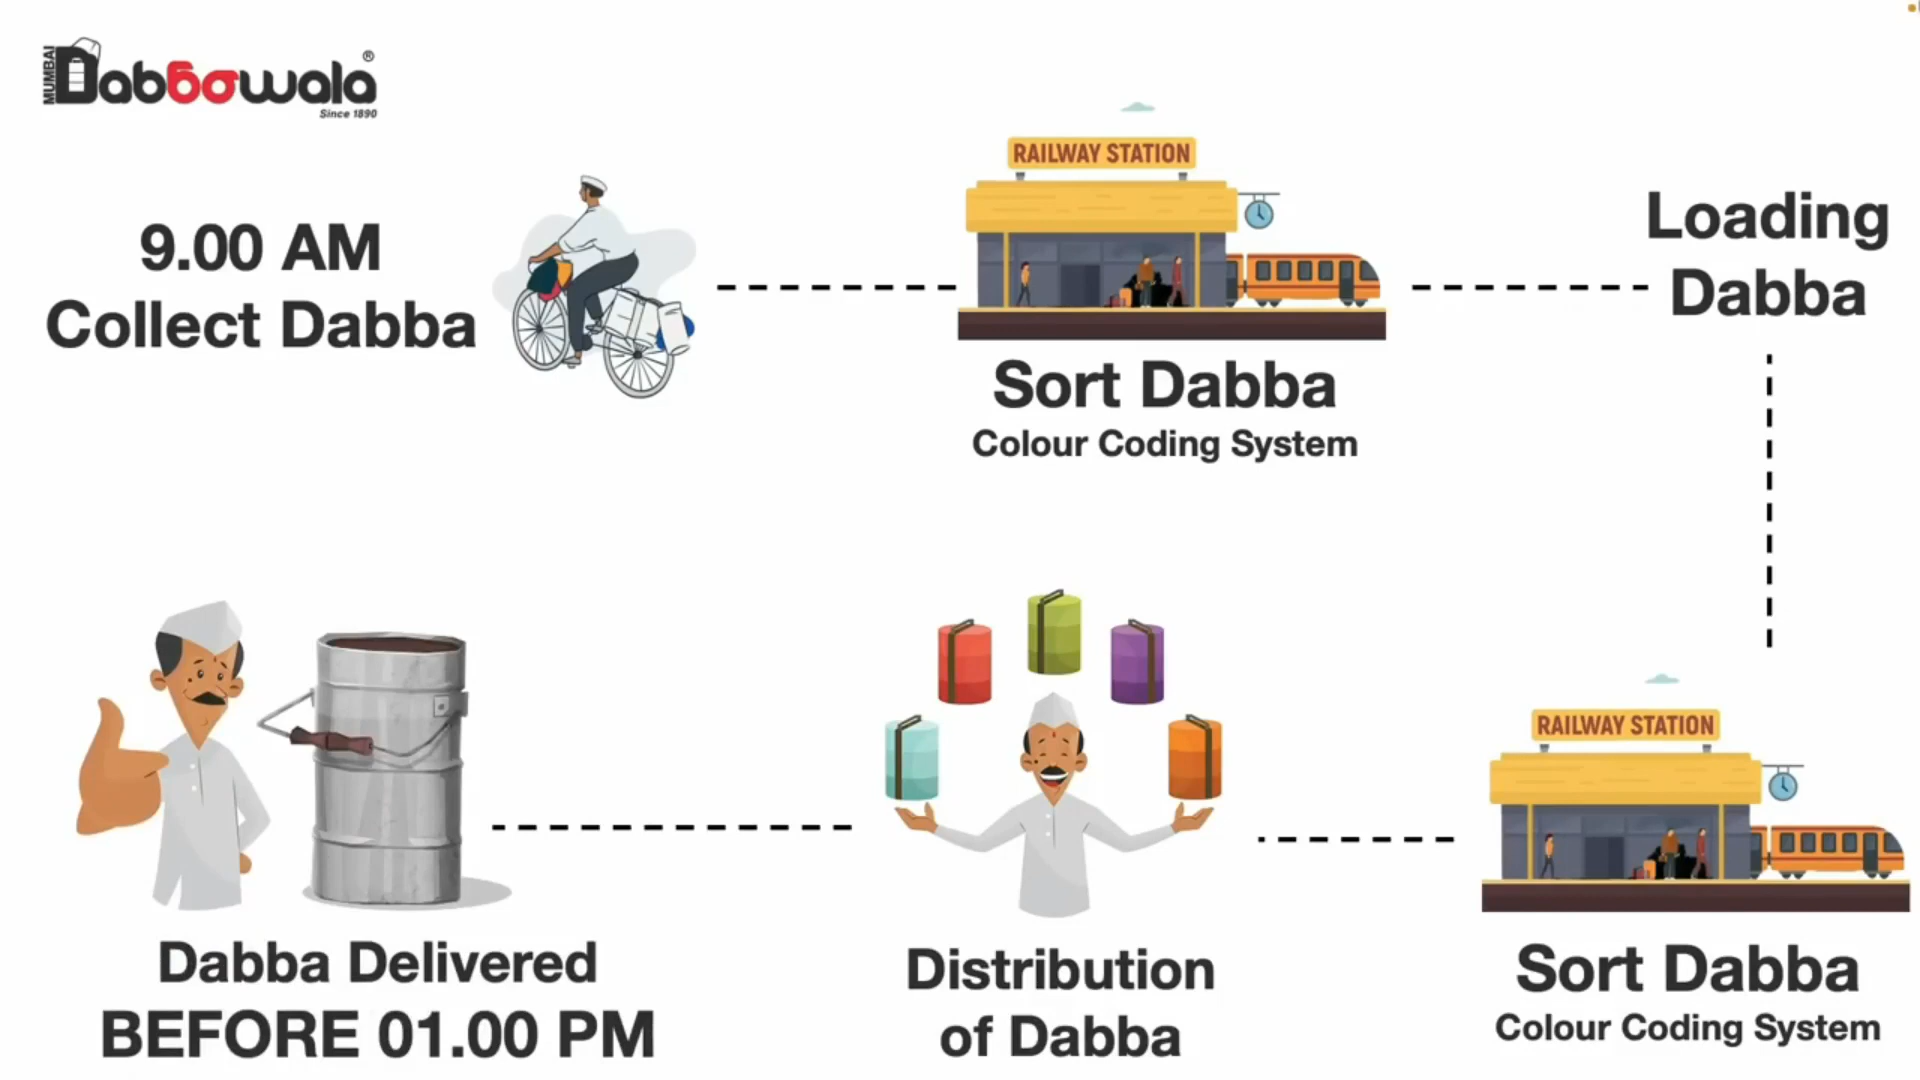 MUMBAI
Dabbawala®
Since 1890
9.00 AM
Collect Dabba
RAILWAY STATION
Sort Dabba
Colour Coding System
Loading
Dabba
RAILWAY STATION
Sort Dabba
Colour Coding System
Distribution
of Dabba
Dabba Delivered
BEFORE 01.00 PM